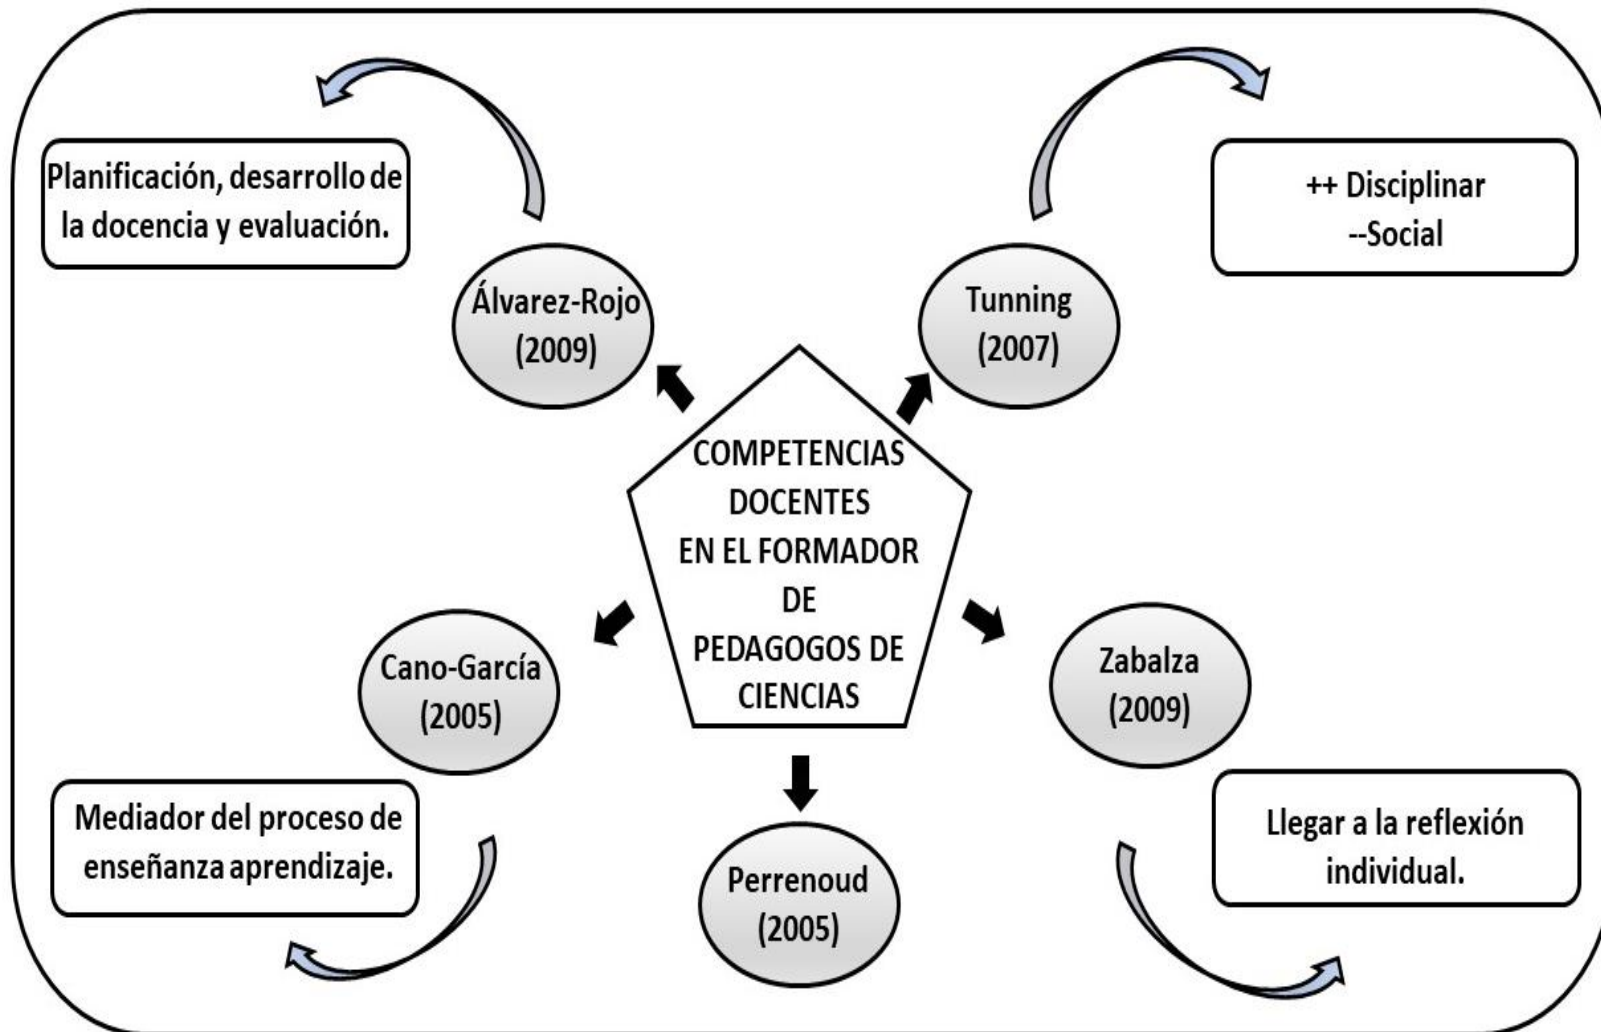 Planificación, desarrollo de
la docencia y evaluación.
++ Disciplinar
--Social
Álvarez-Rojo
(2009)
Tunning
(2007)
COMPETENCIAS
DOCENTES
EN EL FORMADOR
DE
PEDAGOGOS DE
CIENCIAS
Cano-García
(2005)
Zabalza
(2009)
Mediador del proceso de
enseñanza aprendizaje.
Llegar a la reflexión
individual.
Perrenoud
(2005)